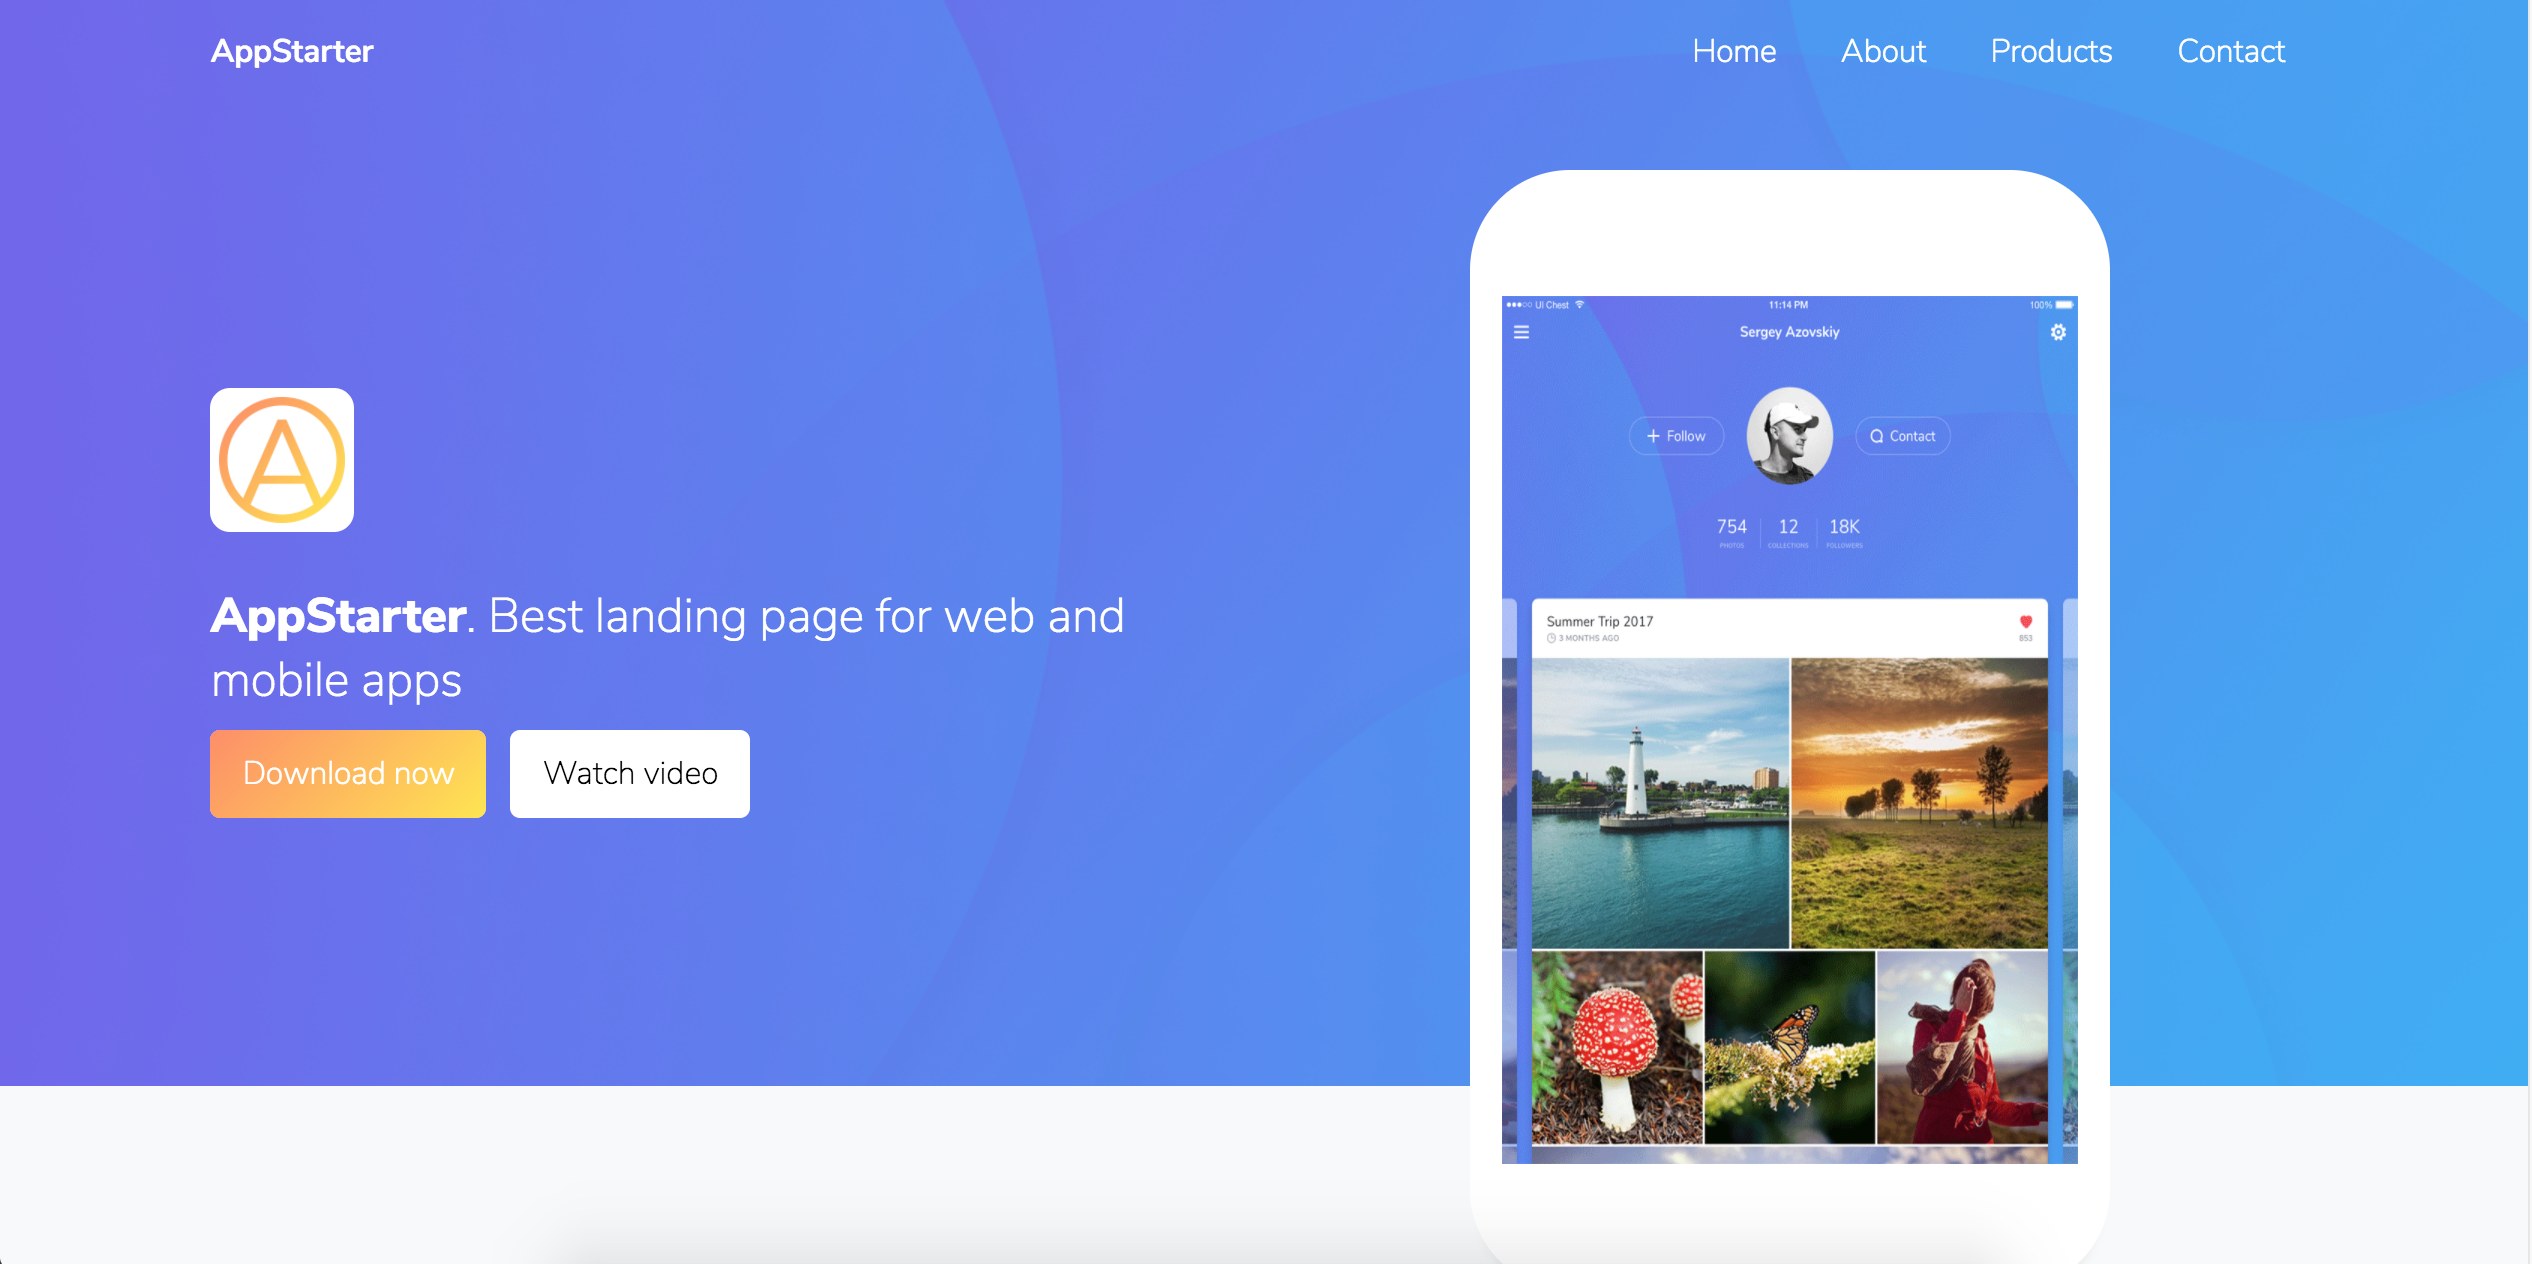 AppStarter
Home About Products Contact
A
AppStarter. Best landing page for web and
mobile apps
Download now
Watch video
UI Chest 11:14 PM 100%
Sergey Azovskiy
Follow
Contact
754 12 18K
PHOTOS COLLECTIONS FOLLOWERS
Summer Trip 2017
3 MONTHS AGO
853